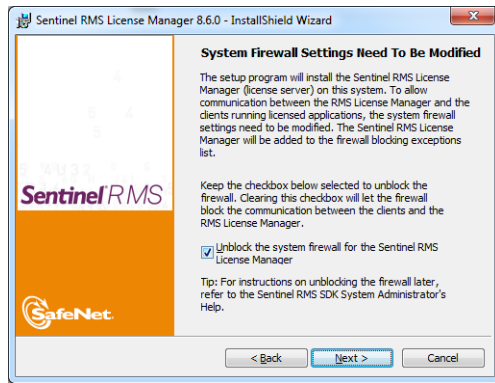 Sentinel RMS License Manager 8.6.0 - InstallShield Wizard
System Firewall Settings Need To Be Modified
The setup program will install the Sentinel RMS License
Manager (license server) on this system. To allow
communication between the RMS License Manager and the
clients running licensed applications, the system firewall
settings need to be modified. The Sentinel RMS License
Manager will be added to the firewall blocking exceptions
list.
Keep the checkbox below selected to unblock the
firewall. Clearing this checkbox will let the firewall
block the communication between the clients and the
RMS License Manager.
Unblock the system firewall for the Sentinel RMS
License Manager
Tip: For instructions on unblocking the firewall later,
refer to the Sentinel RMS SDK System Administrator's
Help.
Sentinel RMS
SafeNet.
< Back
Next >
Cancel